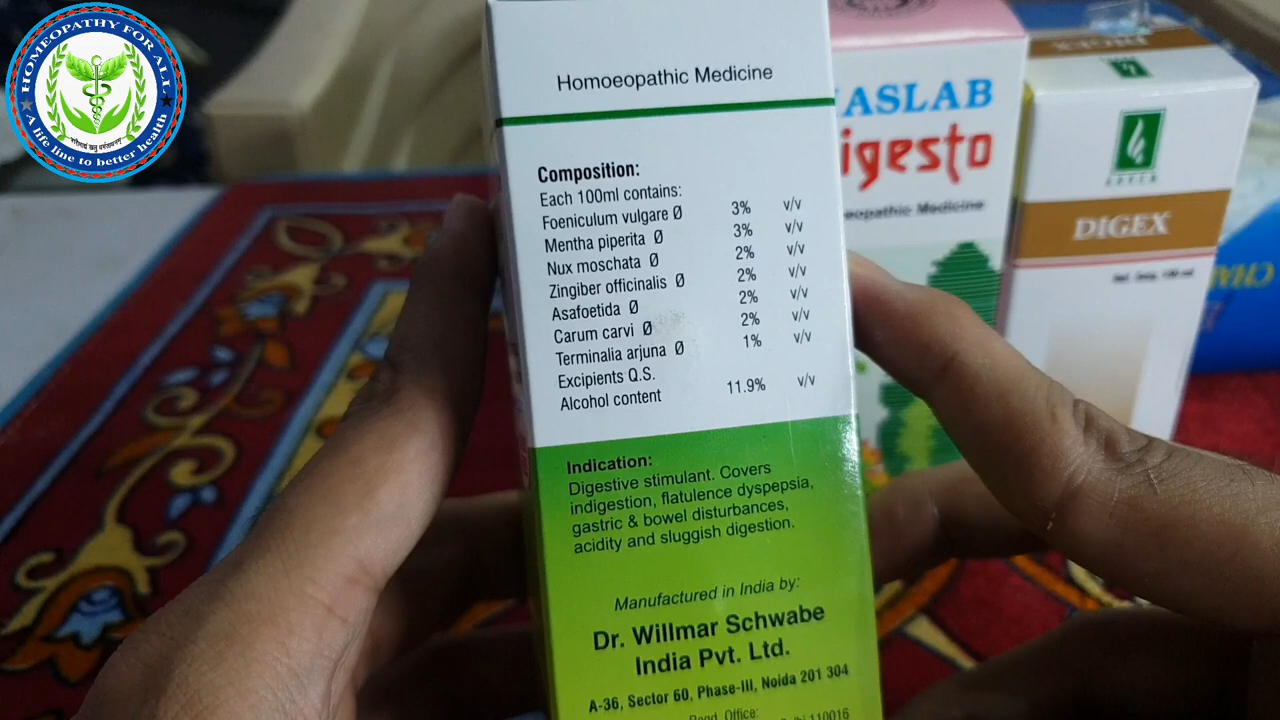 HOMEOPATHY FOR ALL
A life line to better health
Homoeopathic Medicine
Composition:
Each 100ml contains:
Foeniculum vulgare Ø 3% v/v
Mentha piperita Ø 3% v/v
Nux moschata Ø 2% v/v
Zingiber officinalis Ø 2% v/v
Asafoetida Ø 2% v/v
Carum carvi Ø 2% v/v
Terminalia arjuna Ø 1% v/v
Excipients Q.S.
Alcohol content 11.9% v/v
Indication:
Digestive stimulant. Covers
indigestion, flatulence dyspepsia,
gastric & bowel disturbances,
acidity and sluggish digestion.
Manufactured in India by:
Dr. Willmar Schwabe
India Pvt. Ltd.
A-36, Sector 60, Phase-III, Noida 201 304
Office:
110016
ASLAB
igesto
eopathic Medicine
DIGEX
DIGEX